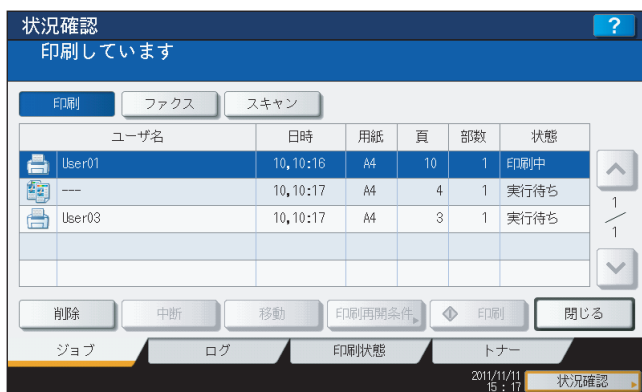 状況確認 ?
印刷しています
印刷 ファクス スキャン
ユーザ名 日時 用紙 頁 部数 状態
User01 10,10:16 A4 10 1 印刷中
--- 10,10:17 A4 4 1 実行待ち
User03 10,10:17 A4 3 1 実行待ち
1
1
削除 中断 移動 印刷再開条件 印刷 閉じる
ジョブ ログ 印刷状態 トナー
2011/11/11
15:17 状況確認